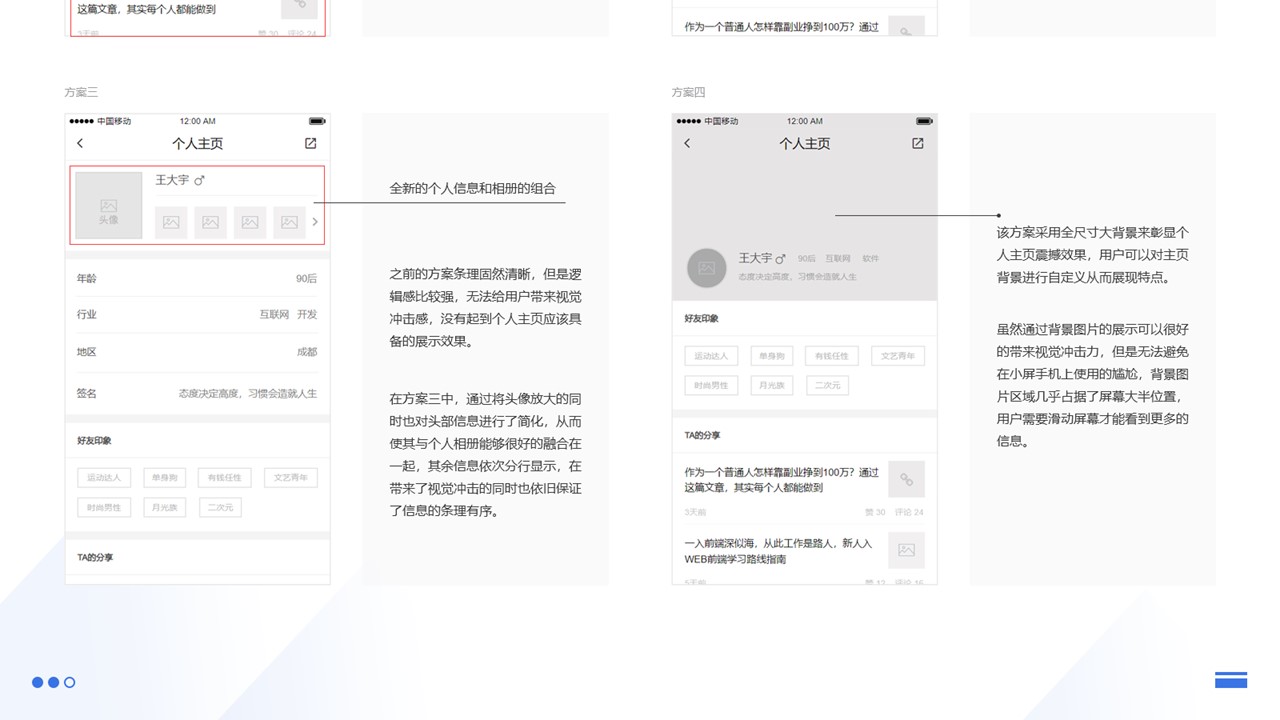 这篇文章，其实每个人都能做到
3天前
赞 30 评论 24
作为一个普通人怎样靠副业挣到100万？通过
方案三
中国移动 12:00 AM
个人主页
头像
王大宇
年龄 90后
行业 互联网 开发
地区 成都
签名 态度决定高度，习惯会造就人生
好友印象
运动达人 单身狗 有钱任性 文艺青年
时尚男性 月光族 二次元
TA的分享
全新的个人信息和相册的组合
之前的方案条理固然清晰，但是逻
辑感比较强，无法给用户带来视觉
冲击感，没有起到个人主页应该具
备的展示效果。
在方案三中，通过将头像放大的同
时也对头部信息进行了简化，从而
使其与个人相册能够很好的融合在
一起，其余信息依次分行显示，在
带来了视觉冲击的同时也依旧保证
了信息的条理有序。
方案四
中国移动 12:00 AM
个人主页
王大宇 90后 互联网 软件
态度决定高度，习惯会造就人生
好友印象
运动达人 单身狗 有钱任性 文艺青年
时尚男性 月光族 二次元
TA的分享
作为一个普通人怎样靠副业挣到100万？通过
这篇文章，其实每个人都能做到
3天前 赞 30 评论 24
一入前端深似海，从此工作是路人，新人入
WEB前端学习路线指南
5天前 赞 12 评论 16
该方案采用全尺寸大背景来彰显个
人主页震撼效果，用户可以对主页
背景进行自定义从而展现特点。
虽然通过背景图片的展示可以很好
的带来视觉冲击力，但是无法避免
在小屏手机上使用的尴尬，背景图
片区域几乎占据了屏幕大半位置，
用户需要滑动屏幕才能看到更多的
信息。